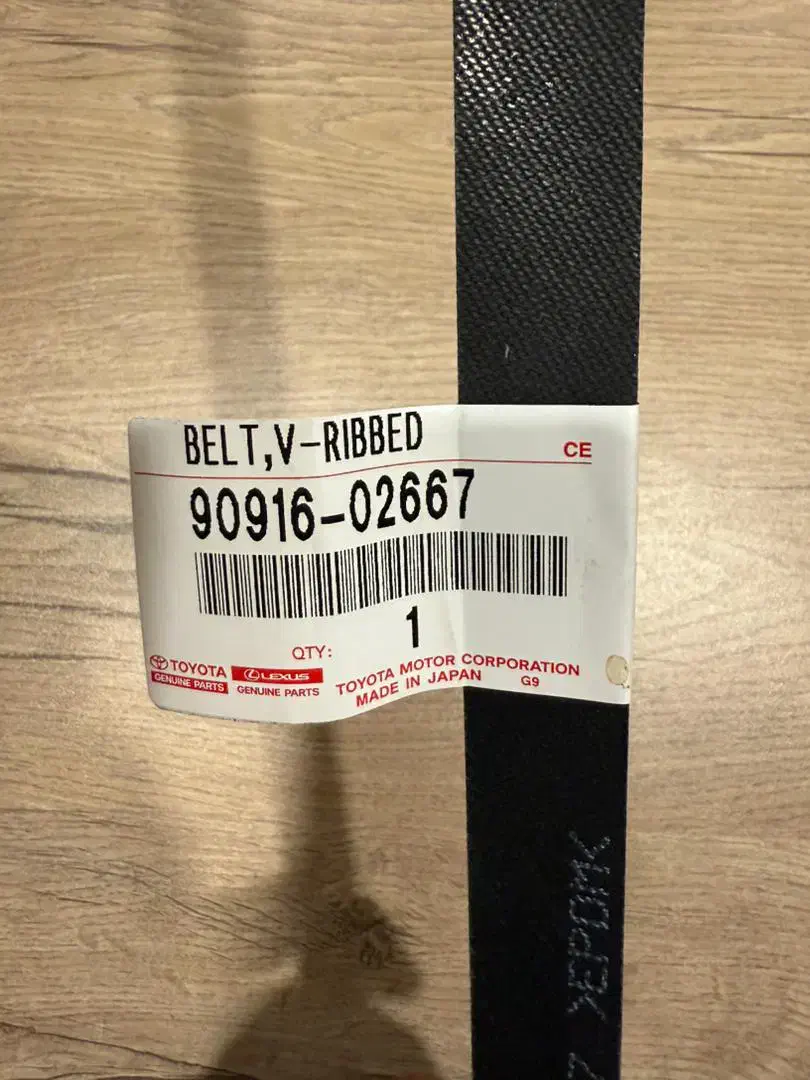 BELT,V-RIBBED
CE
90916-02667
QTY: 1
TOYOTA
GENUINE PARTS
LEXUS
GENUINE PARTS
TOYOTA MOTOR CORPORATION
MADE IN JAPAN G9
>EPDM<